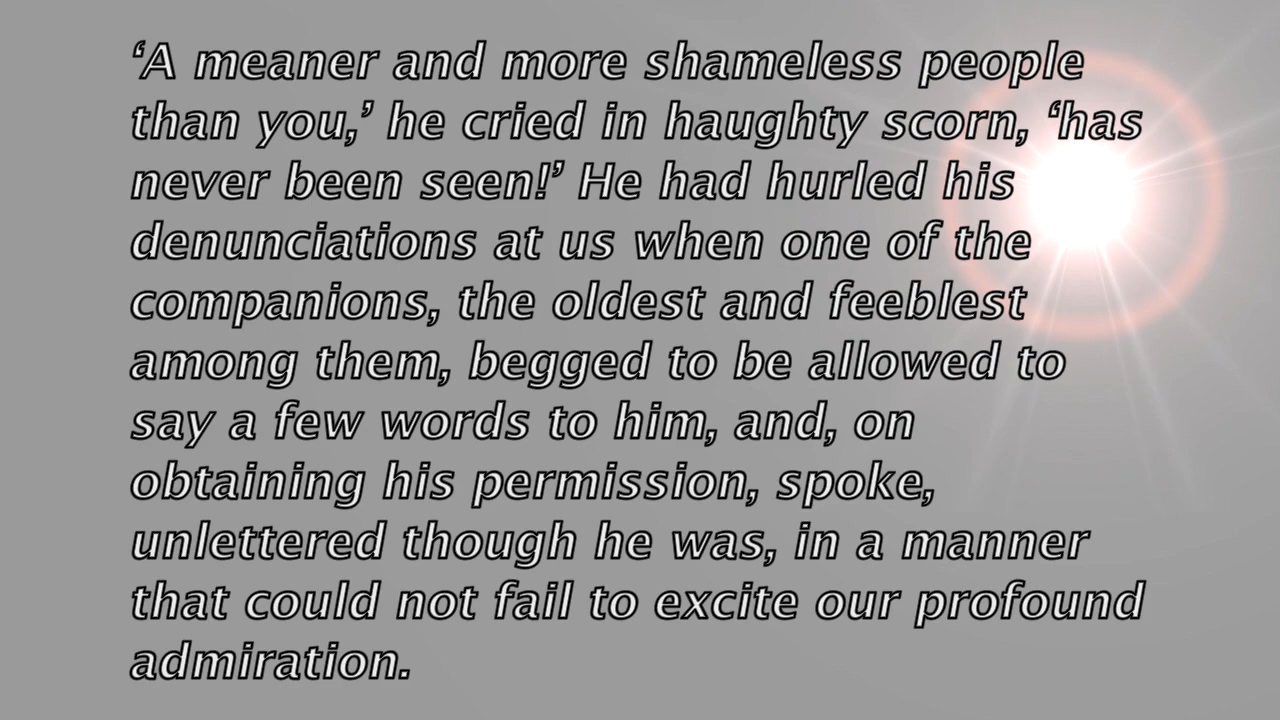 ‘A meaner and more shameless people
than you,’ he cried in haughty scorn, ‘has
never been seen!’ He had hurled his
denunciations at us when one of the
companions, the oldest and feeblest
among them, begged to be allowed to
say a few words to him, and, on
obtaining his permission, spoke,
unlettered though he was, in a manner
that could not fail to excite our profound
admiration.